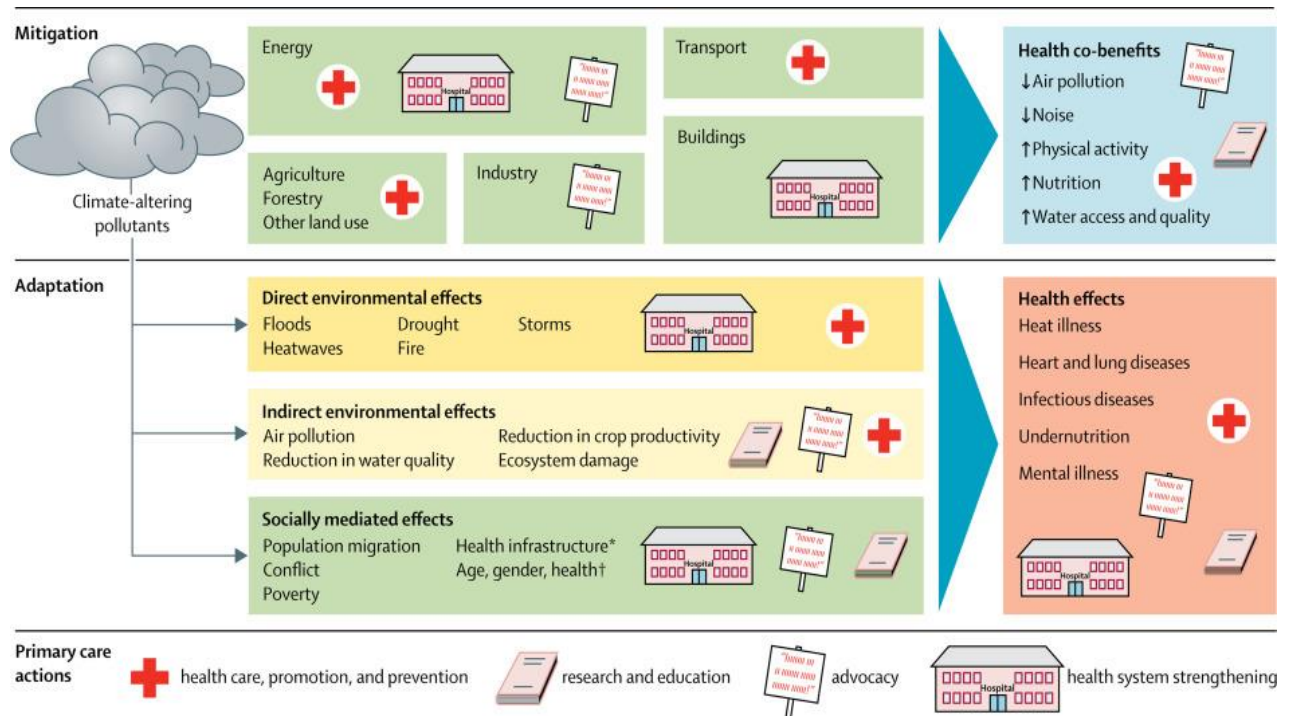 Mitigation
Climate-altering
pollutants
Energy
Hospital
Transport
Agriculture
Forestry
Other land use
Industry
Buildings
Hospital
Health co-benefits
↓Air pollution
↓Noise
↑Physical activity
↑Nutrition
↑Water access and quality
Adaptation
Direct environmental effects
Floods Drought Storms
Heatwaves Fire
Hospital
Indirect environmental effects
Air pollution Reduction in crop productivity
Reduction in water quality Ecosystem damage
Socially mediated effects
Population migration Health infrastructure*
Conflict Age, gender, health†
Poverty
Hospital
Health effects
Heat illness
Heart and lung diseases
Infectious diseases
Undernutrition
Mental illness
Hospital
Primary care
actions
health care, promotion, and prevention
research and education
advocacy
Hospital
health system strengthening